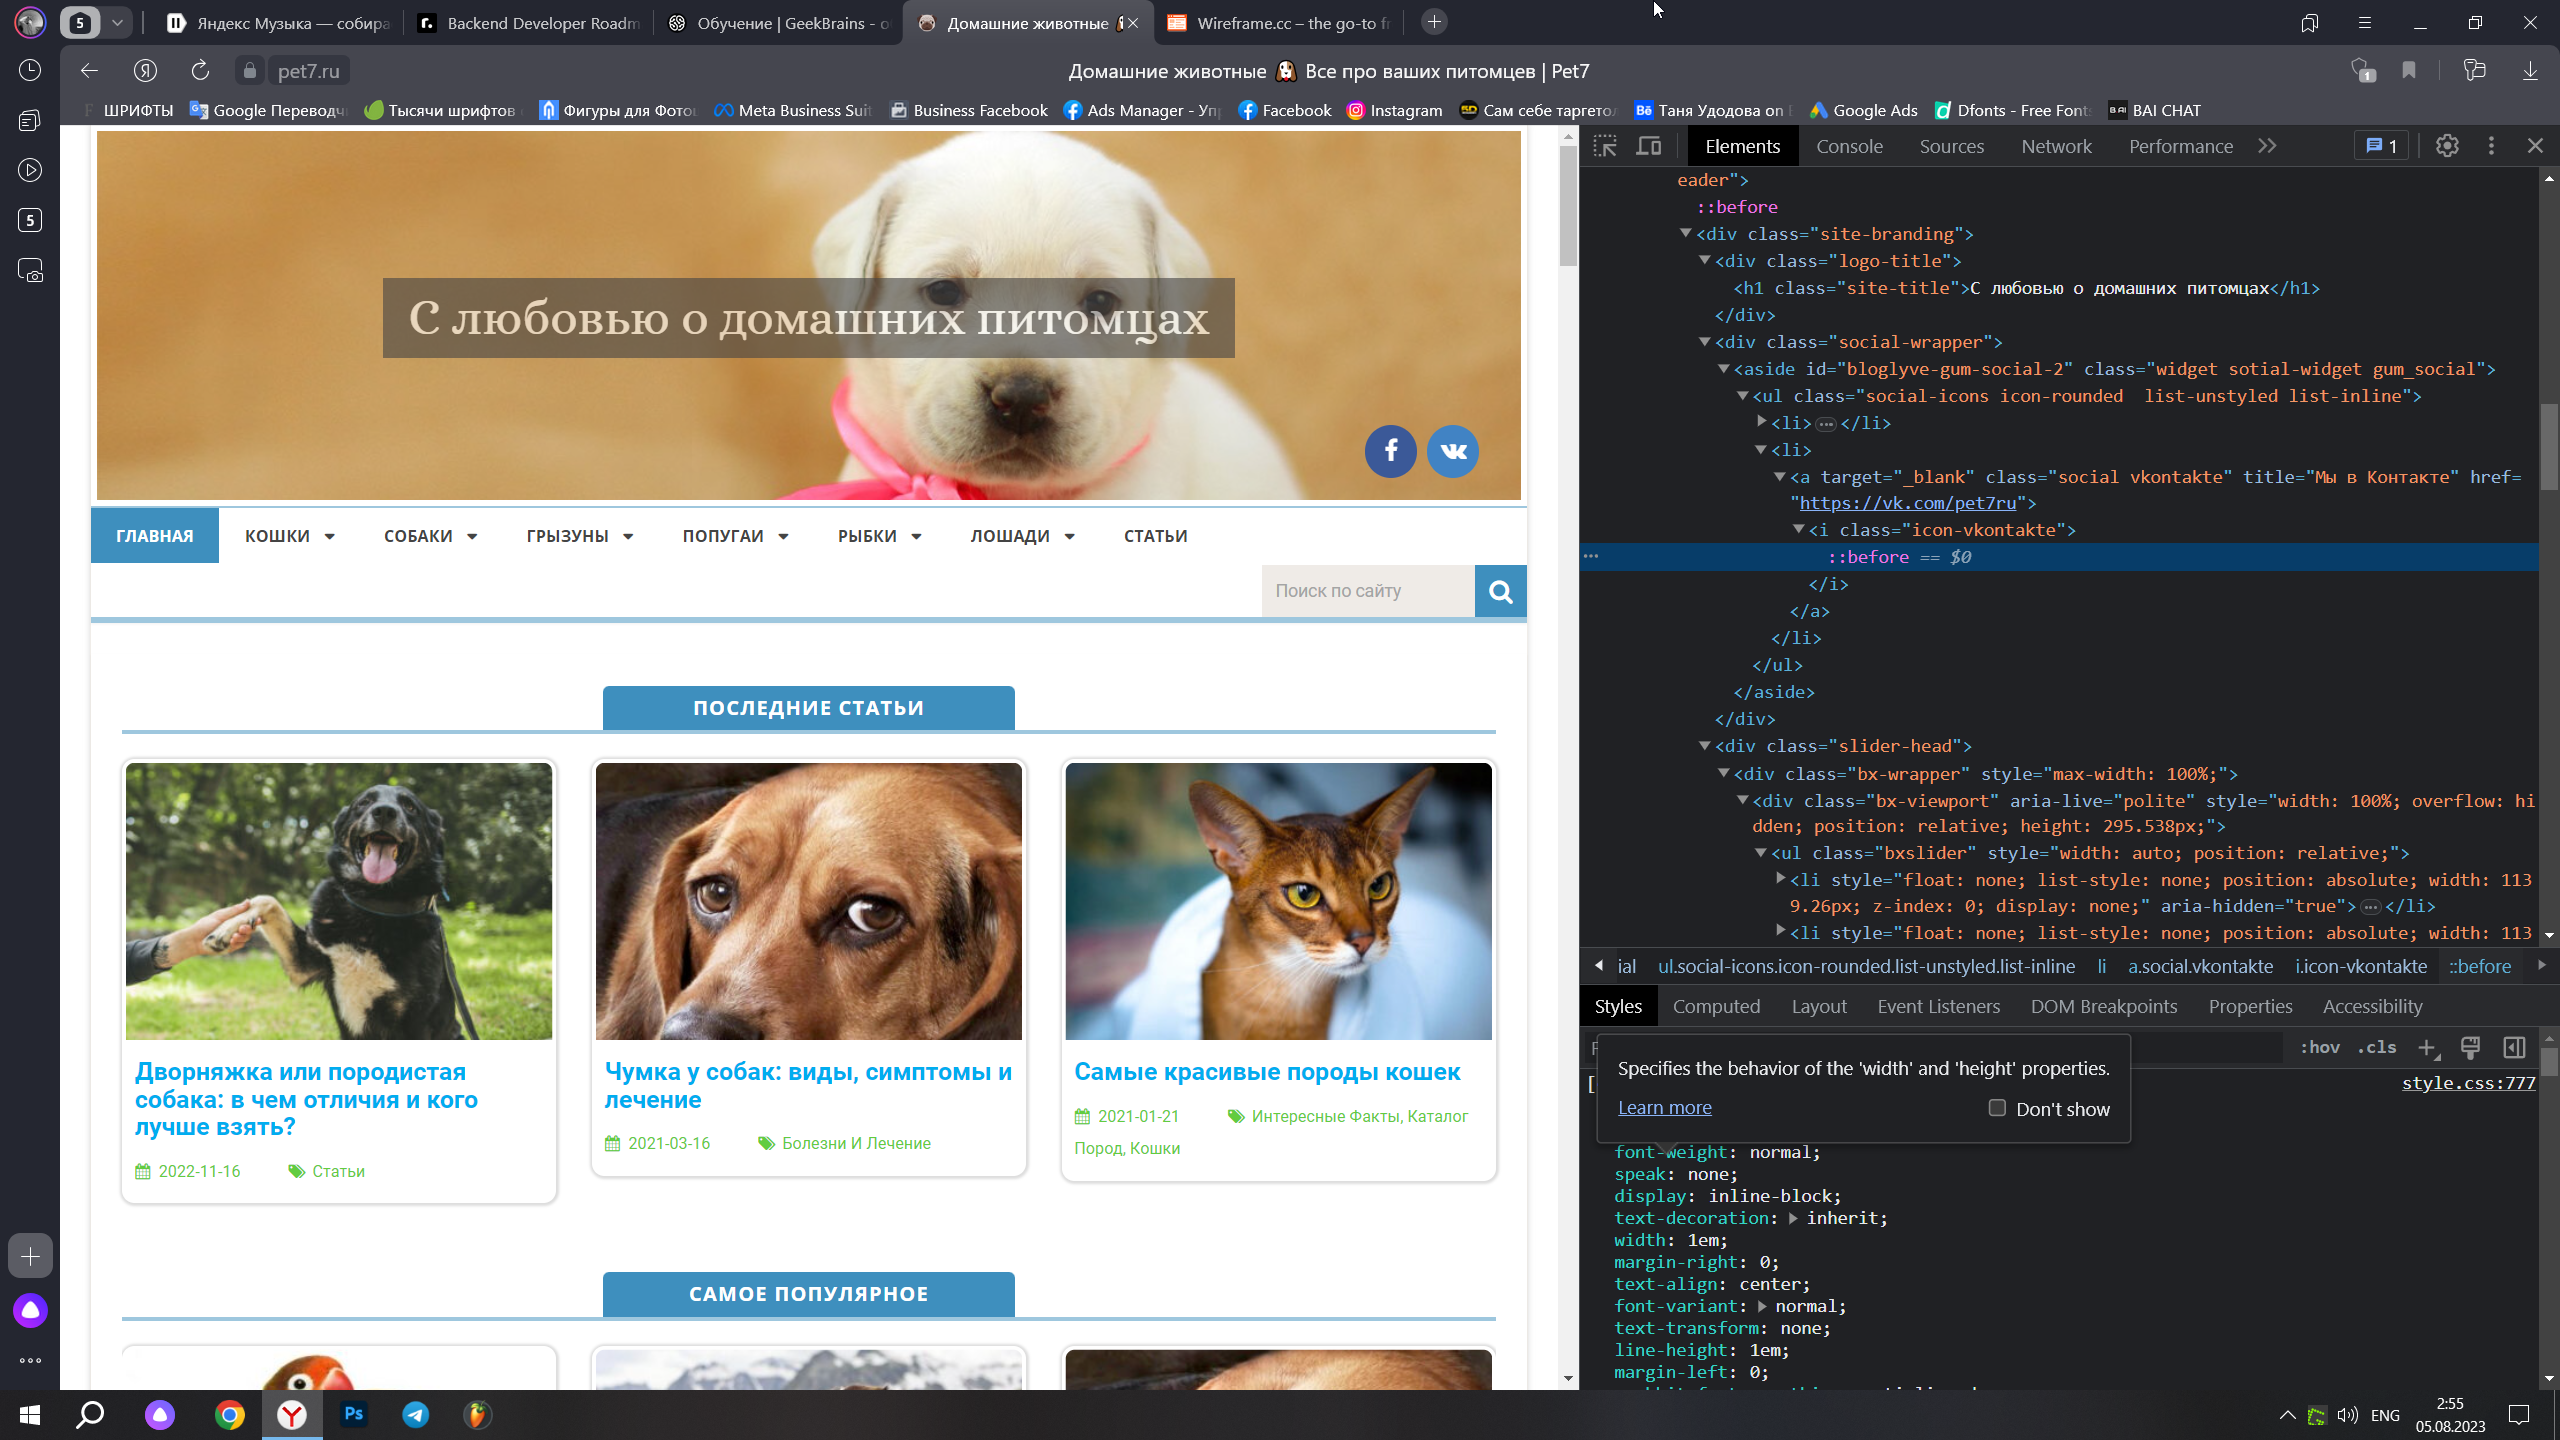 5
Яндекс Музыка — собира
Backend Developer Roadm
Обучение | GeekBrains - о
Домашние животные
Wireframe.cc – the go-to fr
pet7.ru
Домашние животные 🐶 Все про ваших питомцев | Pet7
1
ШРИФТЫ
Google Переводч
Тысячи шрифтов
Фигуры для Фото
Meta Business Suit
Business Facebook
Ads Manager - Уп
Facebook
Instagram
Сам себе таргето
Таня Удодова on
Google Ads
Dfonts - Free Font
BAI CHAT
5
С любовью о домашних питомцах
ГЛАВНАЯ
КОШКИ
СОБАКИ
ГРЫЗУНЫ
ПОПУГАИ
РЫБКИ
ЛОШАДИ
СТАТЬИ
Поиск по сайту
ПОСЛЕДНИЕ СТАТЬИ
Дворняжка или породистая
собака: в чем отличия и кого
лучше взять?
2022-11-16 Статьи
Чумка у собак: виды, симптомы и
лечение
2021-03-16 Болезни И Лечение
Самые красивые породы кошек
2021-01-21 Интересные Факты, Каталог
Пород, Кошки
САМОЕ ПОПУЛЯРНОЕ
Elements
Console
Sources
Network
Performance
1
eader">
::before
<div class="site-branding">
<div class="logo-title">
<h1 class="site-title">С любовью о домашних питомцах</h1>
</div>
<div class="social-wrapper">
<aside id="bloglyve-gum-social-2" class="widget sotial-widget gum_social">
<ul class="social-icons icon-rounded  list-unstyled list-inline">
<li>…</li>
<li>
<a target="_blank" class="social vkontakte" title="Мы в Контакте" href=
"https://vk.com/pet7ru">
<i class="icon-vkontakte">
::before == $0
</i>
</a>
</li>
</ul>
</aside>
</div>
<div class="slider-head">
<div class="bx-wrapper" style="max-width: 100%;">
<div class="bx-viewport" aria-live="polite" style="width: 100%; overflow: hi
dden; position: relative; height: 295.538px;">
<ul class="bxslider" style="width: auto; position: relative;">
<li style="float: none; list-style: none; position: absolute; width: 113
9.26px; z-index: 0; display: none;" aria-hidden="true">…</li>
<li style="float: none; list-style: none; position: absolute; width: 113
ial ul.social-icons.icon-rounded.list-unstyled.list-inline li a.social.vkontakte i.icon-vkontakte ::before
Styles
Computed
Layout
Event Listeners
DOM Breakpoints
Properties
Accessibility
:hov .cls
Specifies the behavior of the 'width' and 'height' properties.
Learn more
Don't show
[
style.css:777
font-weight: normal;
speak: none;
display: inline-block;
text-decoration: inherit;
width: 1em;
margin-right: 0;
text-align: center;
font-variant: normal;
text-transform: none;
line-height: 1em;
margin-left: 0;
Ps
ENG
2:55
05.08.2023